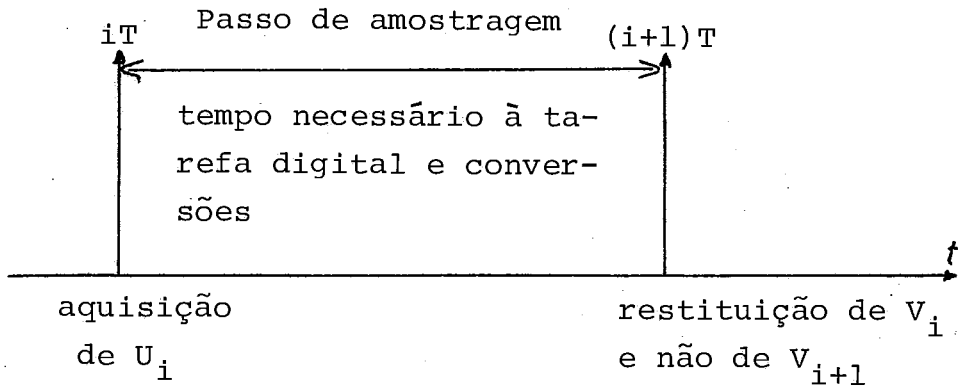 Passo de amostragem
iT (i+1)T
tempo necessário à ta-
refa digital e conver-
sões
t
aquisição
de U_i
restituição de V_i
e não de V_{i+1}